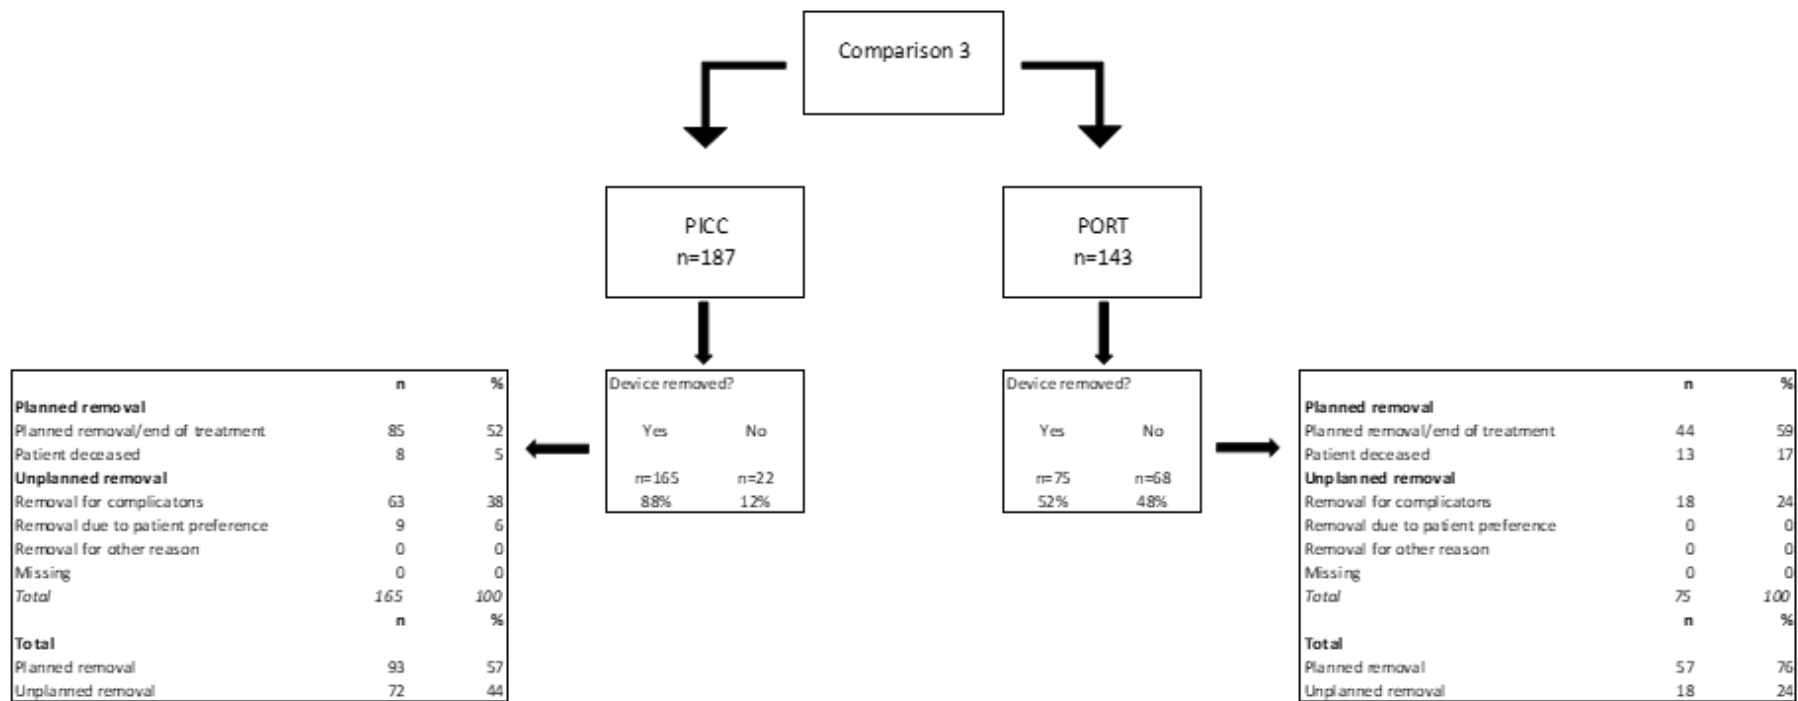 Comparison 3
PICC
n=187
PORT
n=143
n %
Planned removal
Planned removal/end of treatment 85 52
Patient deceased 8 5
Unplanned removal
Removal for complicatons 63 38
Removal due to patient preference 9 6
Removal for other reason 0 0
Missing 0 0
Total 165 100
n %
Total
Planned removal 93 57
Unplanned removal 72 44
Device removed?
Yes No
n=165 n=22
88% 12%
Device removed?
Yes No
n=75 n=68
52% 48%
n %
Planned removal
Planned removal/end of treatment 44 59
Patient deceased 13 17
Unplanned removal
Removal for complicatons 18 24
Removal due to patient preference 0 0
Removal for other reason 0 0
Missing 0 0
Total 75 100
n %
Total
Planned removal 57 76
Unplanned removal 18 24